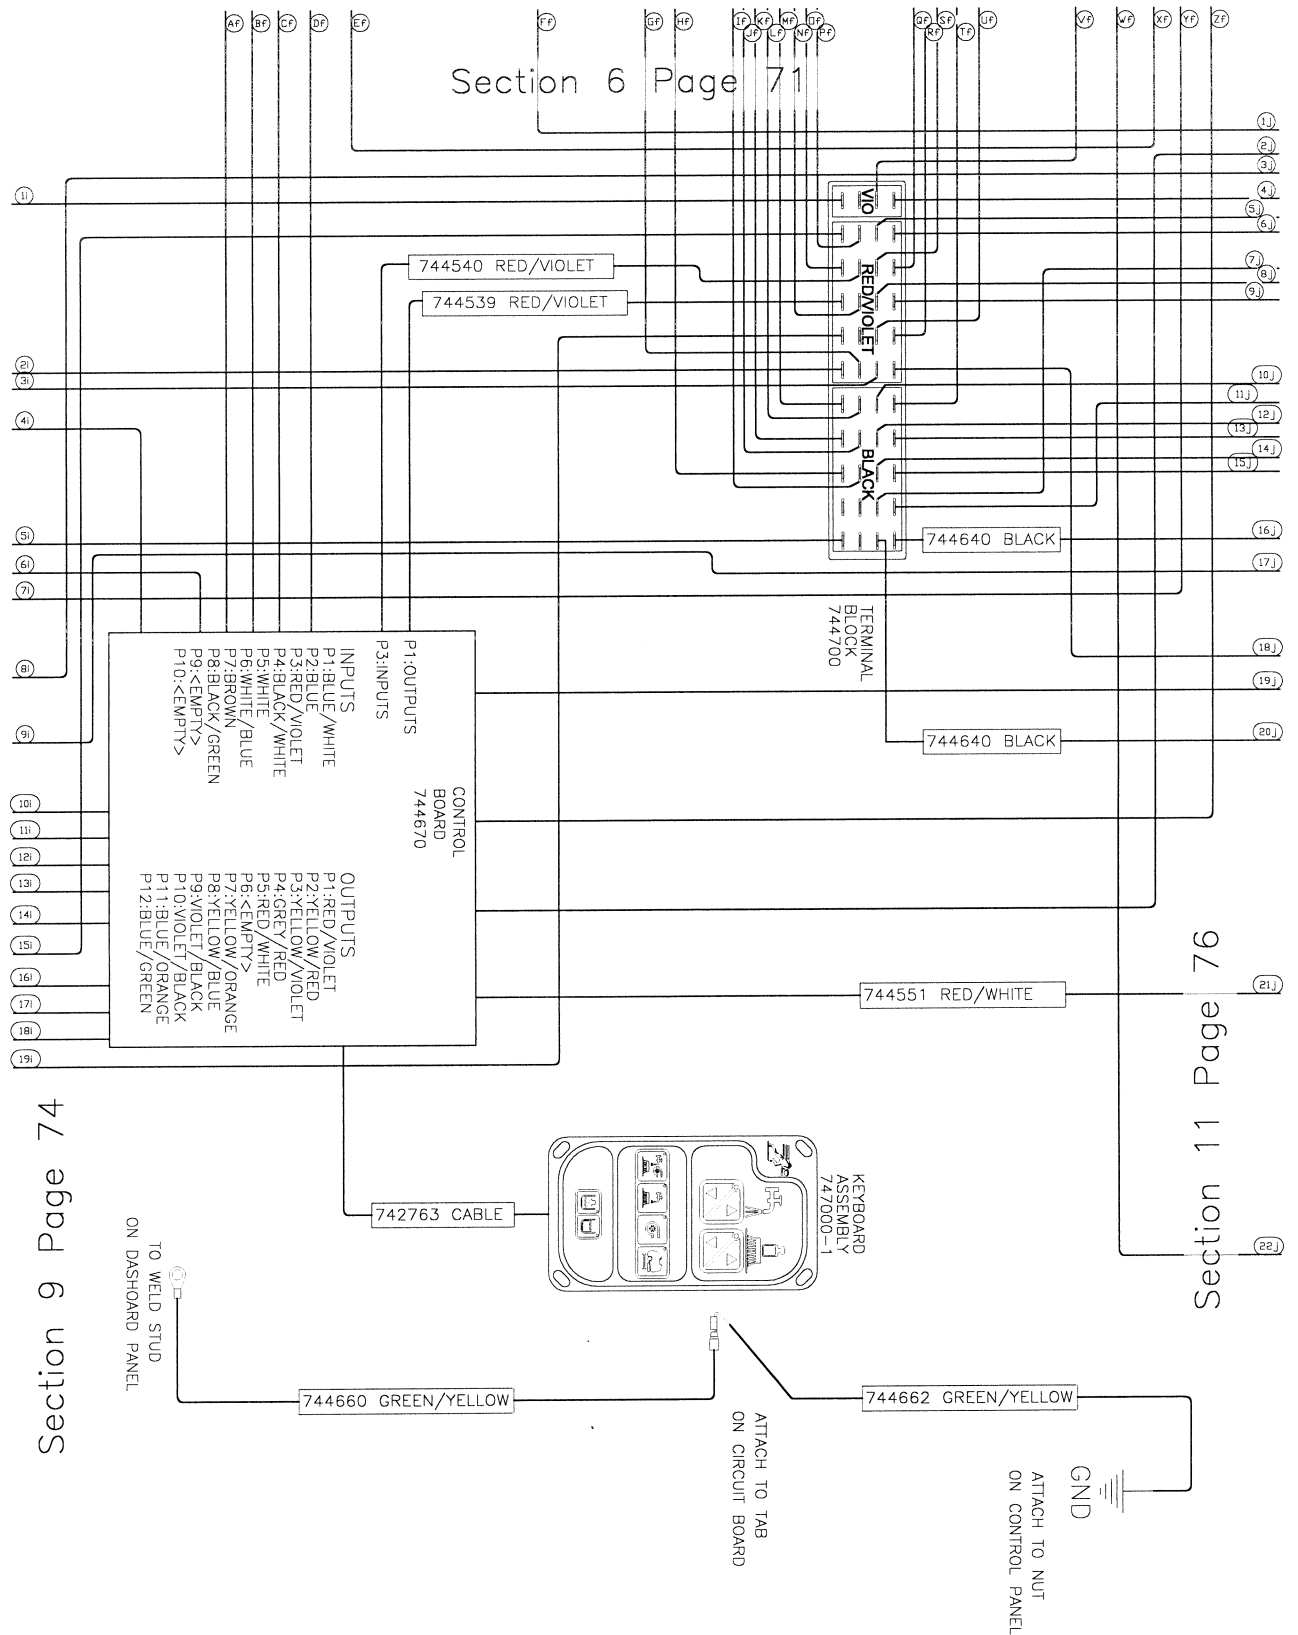 Af
Bf
Cf
Df
Ef
Ff
Gf
Hf
If
Jf
Kf
Lf
Mf
Nf
Of
Pf
Qf
Rf
Sf
Tf
Uf
Vf
Wf
Xf
Yf
Zf
Section 6 Page 71
1j
2j
3j
4j
5j
6j
7j
8j
9j
10j
11j
12j
13j
14j
15j
16j
17j
18j
19j
20j
21j
22j
1i
2i
3i
4i
5i
6i
7i
8i
9i
10i
11i
12i
13i
14i
15i
16i
17i
18i
19i
VIO
RED/VIOLET
BLACK
744540 RED/VIOLET
744539 RED/VIOLET
744640 BLACK
TERMINAL
BLOCK
744700
744640 BLACK
P1:OUTPUTS
P3:INPUTS
INPUTS
P1:BLUE/WHITE
P2:BLUE
P3:RED/VIOLET
P4:BLACK/WHITE
P5:WHITE
P6:WHITE/BLUE
P7:BROWN
P8:BLACK/GREEN
P9:<EMPTY>
P10:<EMPTY>
CONTROL
BOARD
744670
OUTPUTS
P1:RED/VIOLET
P2:YELLOW/RED
P3:YELLOW/VIOLET
P4:GREY/RED
P5:RED/WHITE
P6:<EMPTY>
P7:YELLOW/ORANGE
P8:YELLOW/BLUE
P9:VIOLET/BLACK
P10:VIOLET/BLACK
P11:BLUE/ORANGE
P12:BLUE/GREEN
744551 RED/WHITE
Section 11 Page 76
Section 9 Page 74
KEYBOARD
ASSEMBLY
747000-1
742763 CABLE
TO WELD STUD
ON DASHOARD PANEL
744660 GREEN/YELLOW
744662 GREEN/YELLOW
ATTACH TO TAB
ON CIRCUIT BOARD
GND
ATTACH TO NUT
ON CONTROL PANEL